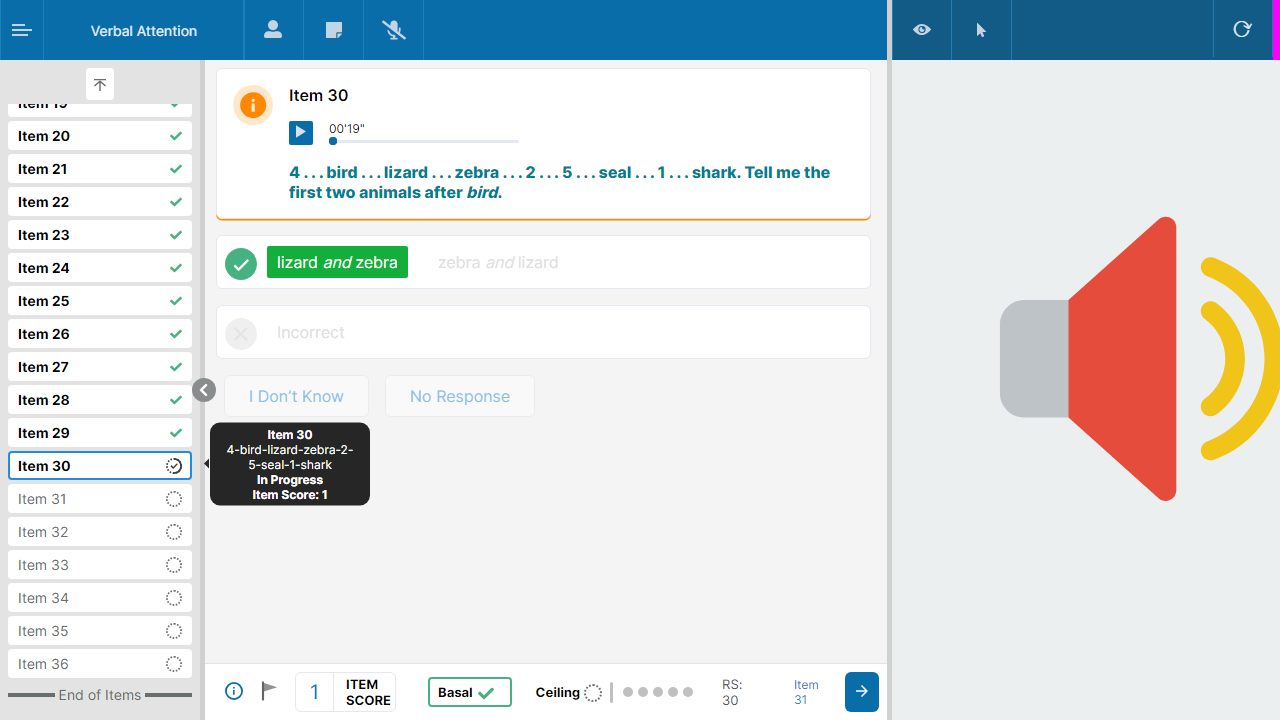 Verbal Attention
Item 19
Item 20
Item 21
Item 22
Item 23
Item 24
Item 25
Item 26
Item 27
Item 28
Item 29
Item 30
Item 31
Item 32
Item 33
Item 34
Item 35
Item 36
End of Items
Item 30
00'19"
4 . . . bird . . . lizard . . . zebra . . . 2 . . . 5 . . . seal . . . 1 . . . shark. Tell me the
first two animals after bird.
lizard and zebra
zebra and lizard
Incorrect
I Don't Know
No Response
Item 30
4-bird-lizard-zebra-2-
5-seal-1-shark
In Progress
Item Score: 1
1
ITEM
SCORE
Basal
Ceiling
RS:
30
Item
31